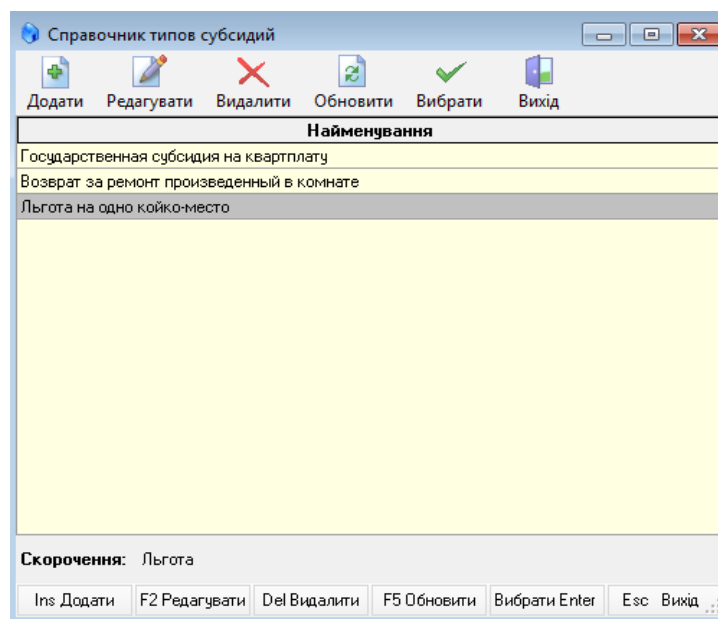 Справочник типов субсидий
Додати Редагувати Видалити Обновити Вибрати Вихід
Найменування
Государственная субсидия на квартплату
Возврат за ремонт произведенный в комнате
Льгота на одно койко-место
Скорочення: Льгота
Ins Додати F2 Редагувати Del Видалити F5 Обновити Вибрати Enter Esc Вихід